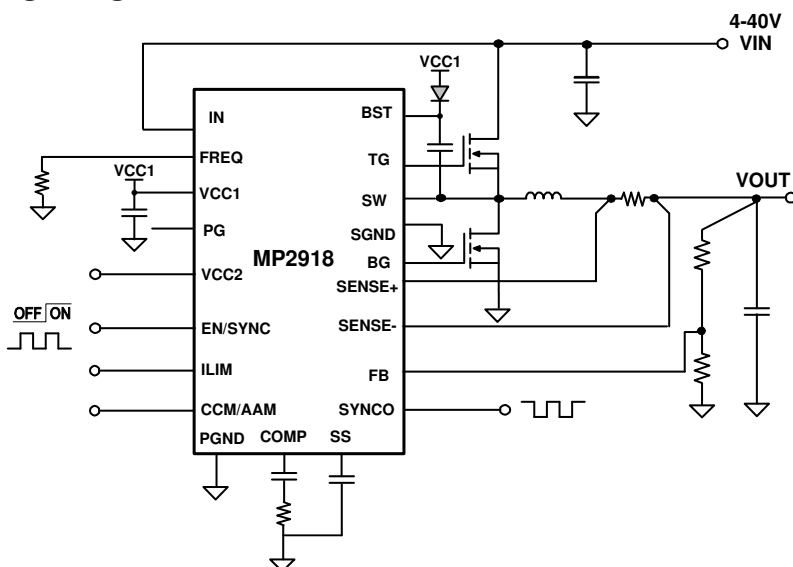 4-40V
VIN
VCC1
IN
BST
FREQ
TG
VCC1
VCC1
SW
VOUT
PG
SGND
MP2918
BG
VCC2
SENSE+
OFF ON
EN/SYNC
SENSE-
ILIM
FB
CCM/AAM
SYNCO
PGND
COMP
SS